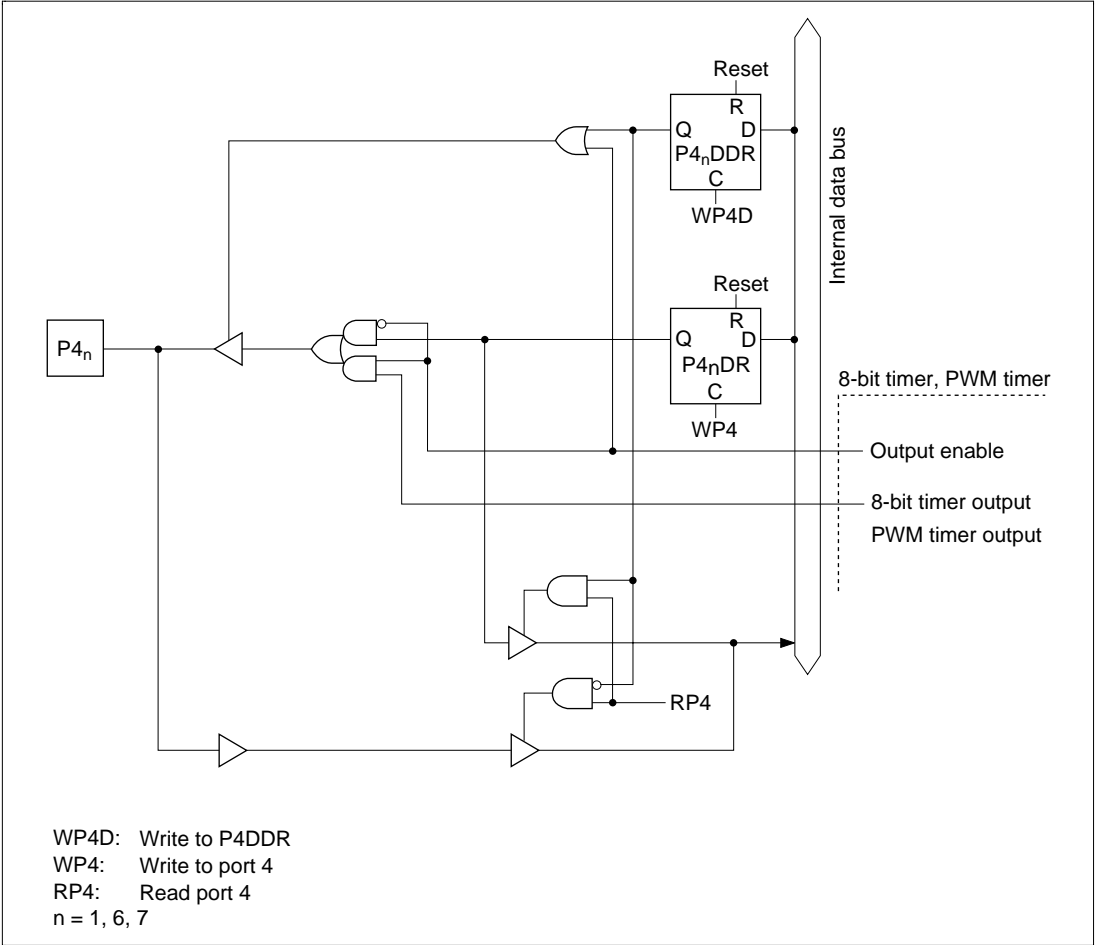 Reset
R
Q D
P4nDDR
C
WP4D
Internal data bus
Reset
R
Q D
P4nDR
C
WP4
P4n
8-bit timer, PWM timer
Output enable
8-bit timer output
PWM timer output
RP4
WP4D: Write to P4DDR
WP4: Write to port 4
RP4: Read port 4
n = 1, 6, 7